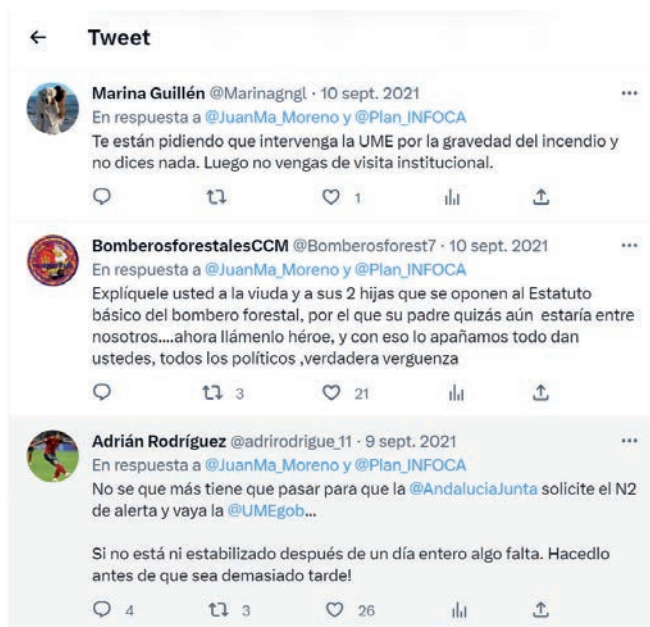 ← Tweet
Marina Guillén @Marinagngl · 10 sept. 2021
En respuesta a @JuanMa_Moreno y @Plan_INFOCA
Te están pidiendo que intervenga la UME por la gravedad del incendio y
no dices nada. Luego no vengas de visita institucional.
1
BomberosforestalesCCM @Bomberosforest7 · 10 sept. 2021
En respuesta a @JuanMa_Moreno y @Plan_INFOCA
Explíquele usted a la viuda y a sus 2 hijas que se oponen al Estatuto
básico del bombero forestal, por el que su padre quizás aún estaría entre
nosotros....ahora llámenlo héroe, y con eso lo apañamos todo dan
ustedes, todos los políticos ,verdadera verguenza
3 21
Adrián Rodríguez @adrirodrigue_11 · 9 sept. 2021
En respuesta a @JuanMa_Moreno y @Plan_INFOCA
No se que más tiene que pasar para que la @AndaluciaJunta solicite el N2
de alerta y vaya la @UMEgob...
Si no está ni estabilizado después de un día entero algo falta. Hacedlo
antes de que sea demasiado tarde!
4 3 26